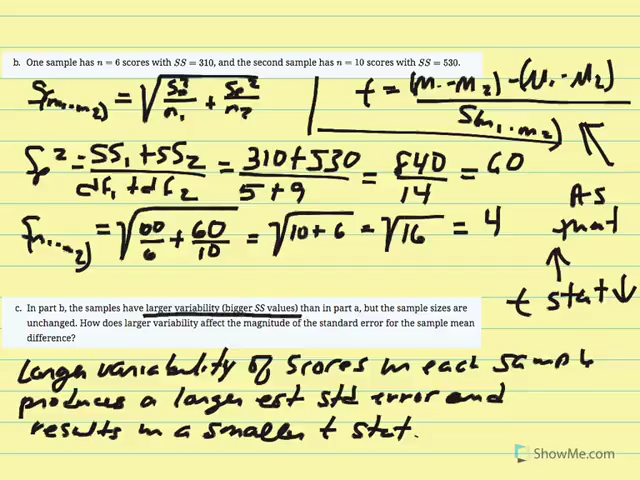 b. One sample has n = 6 scores with SS = 310, and the second sample has n = 10 scores with SS = 530.
S(m₁-m₂) = √(Sp²/n₁ + Sp²/n₂)
t = (M₁-M₂)-(μ₁-μ₂) / S(m₁-m₂)
Sp² = SS₁+SS₂ / df₁+df₂ = 310+530 / 5+9 = 840/14 = 60
As
that
S(m₁-m₂) = √(60/6 + 60/10) = √10+6 = √16 = 4
t stat ↓
c. In part b, the samples have larger variability (bigger SS values) than in part a, but the sample sizes are
unchanged. How does larger variability affect the magnitude of the standard error for the sample mean
difference?
Larger variability of scores in each sample
produces a larger est std error and
results in a smaller t stat.
ShowMe.com